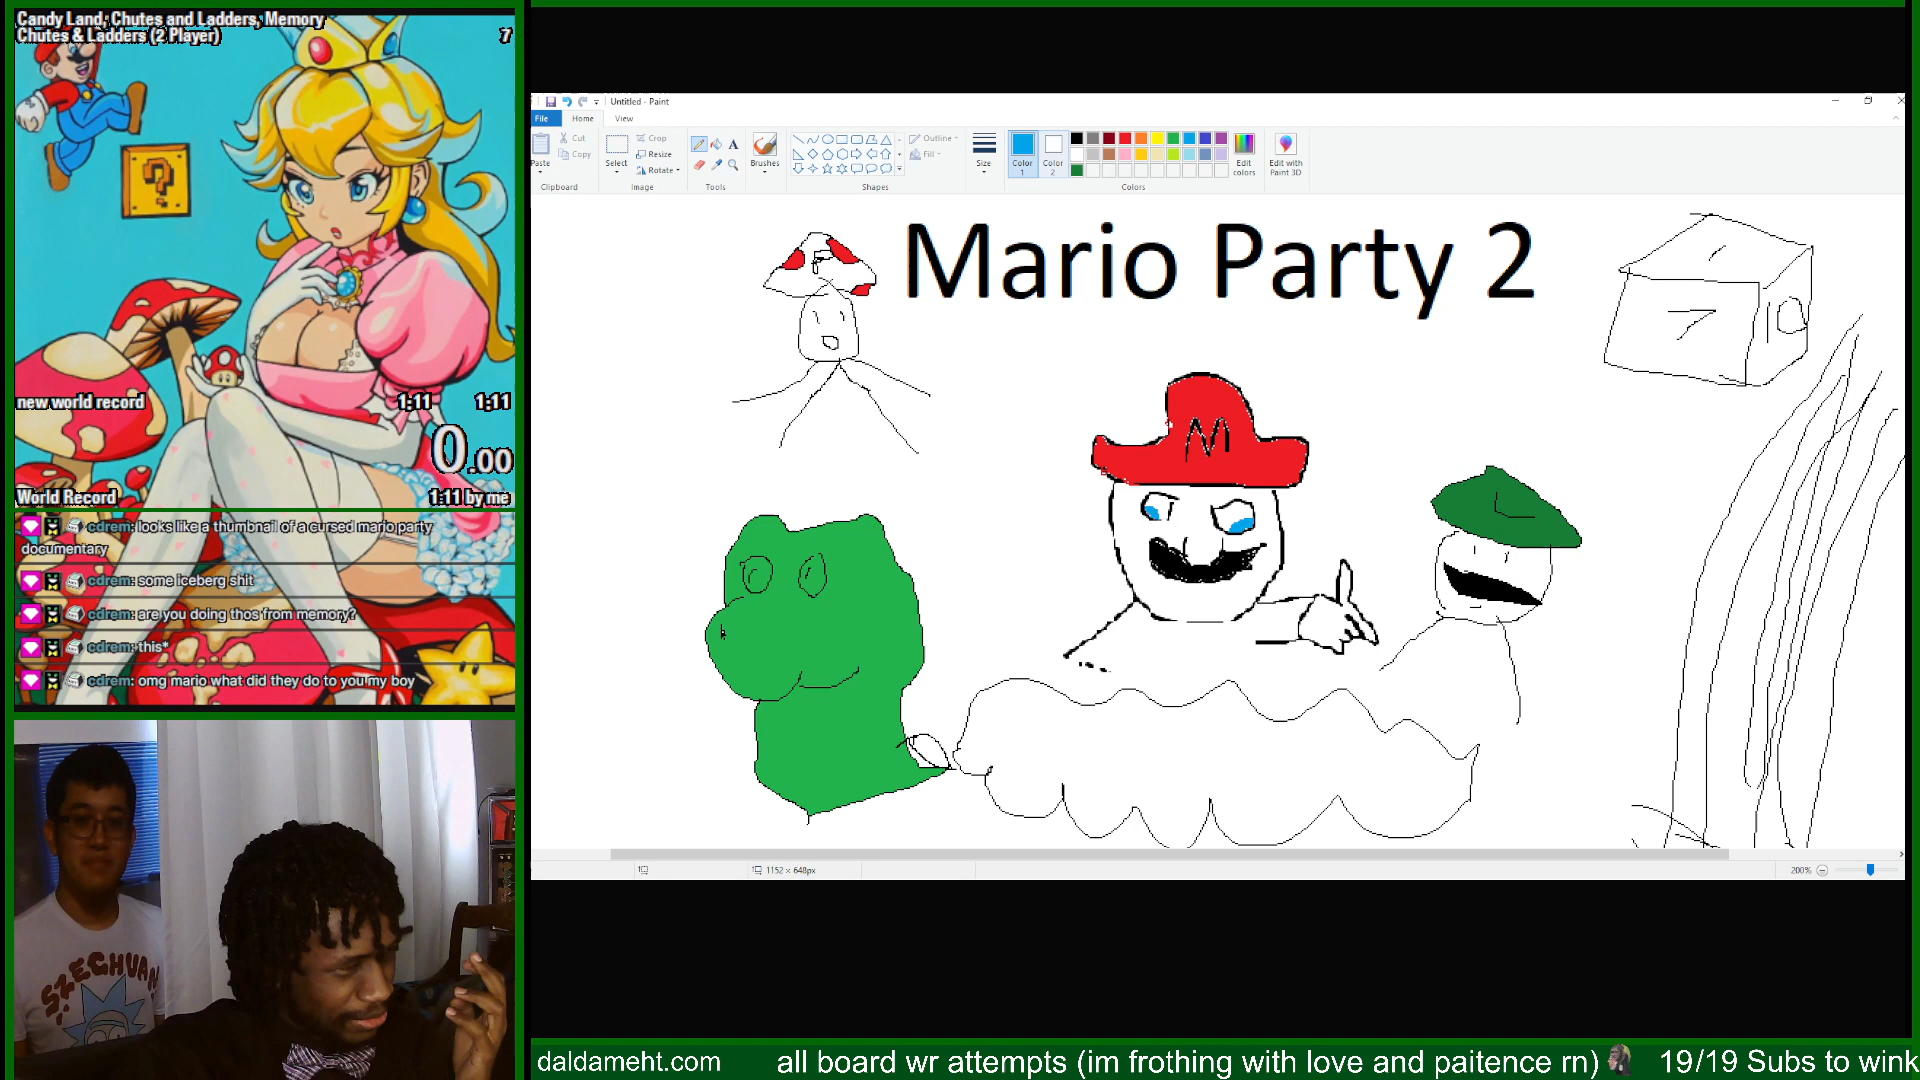 Candy Land, Chutes and Ladders, Memory
Chutes & Ladders (2 Player) 7
?
new world record 1:11 1:11
0.00
World Record 1:11 by me
cdrem: looks like a thumbnail of a cursed mario party
documentary
cdrem: some iceberg shit
cdrem: are you doing thos from memory?
cdrem: this*
cdrem: omg mario what did they do to you my boy
SZECHUAN
Untitled - Paint
File Home View
Paste
Cut
Copy
Clipboard
Select
Crop
Resize
Rotate
Image
A
Tools
Brushes
Shapes
Outline
Fill
Size
Color
1
Color
2
Edit
colors
Edit with
Paint 3D
Colors
Mario Party 2
M
L
7
1152 × 648px
200%
daldameht.com
all board wr attempts (im frothing with love and paitence rn)
19/19 Subs to wink